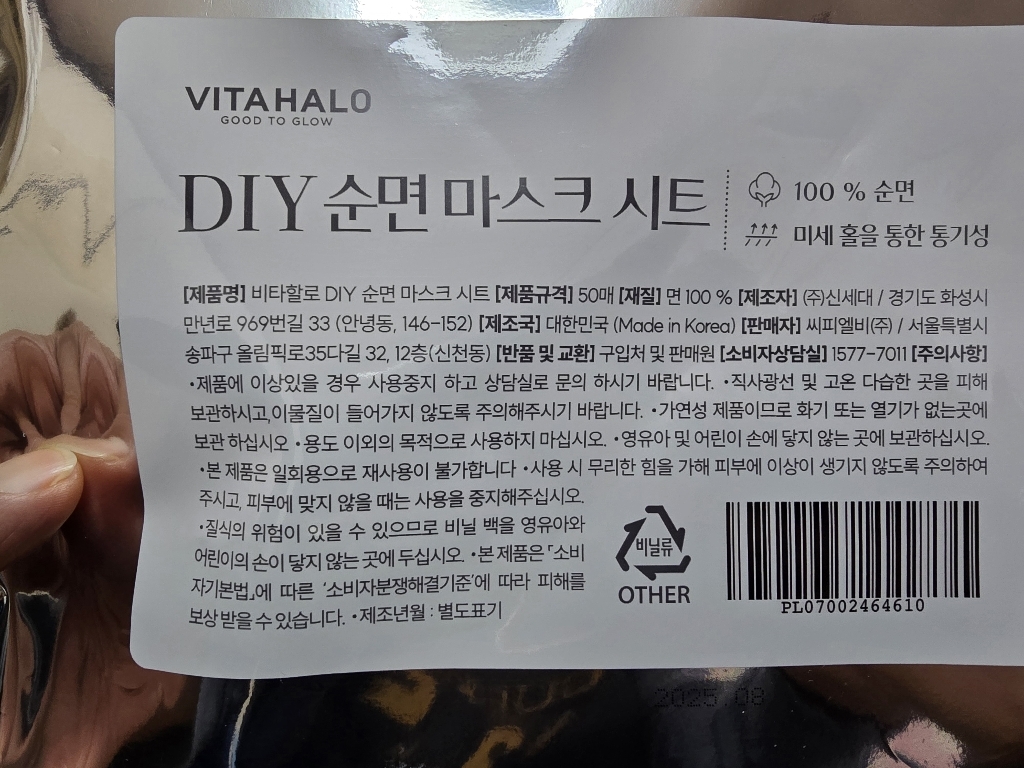 VITAHALO
GOOD TO GLOW
DIY 순면 마스크 시트
100 % 순면
미세 홀을 통한 통기성
[제품명] 비타할로 DIY 순면 마스크 시트 [제품규격] 50매 [재질] 면 100 % [제조자] (주)신세대 / 경기도 화성시
만년로 969번길 33 (안녕동, 146-152) [제조국] 대한민국 (Made in Korea) [판매자] 씨피엘비(주) / 서울특별시
송파구 올림픽로35다길 32, 12층(신천동) [반품 및 교환] 구입처 및 판매원 [소비자상담실] 1577-7011 [주의사항]
•제품에 이상있을 경우 사용중지 하고 상담실로 문의 하시기 바랍니다. •직사광선 및 고온 다습한 곳을 피해
보관하시고,이물질이 들어가지 않도록 주의해주시기 바랍니다. •가연성 제품이므로 화기 또는 열기가 없는곳에
보관 하십시오 •용도 이외의 목적으로 사용하지 마십시오. •영유아 및 어린이 손에 닿지 않는 곳에 보관하십시오.
•본 제품은 일회용으로 재사용이 불가합니다 •사용 시 무리한 힘을 가해 피부에 이상이 생기지 않도록 주의하여
주시고, 피부에 맞지 않을 때는 사용을 중지해주십시오.
•질식의 위험이 있을 수 있으므로 비닐 백을 영유아와
어린이의 손이 닿지 않는 곳에 두십시오. •본 제품은 「소비
자기본법」에 따른 '소비자분쟁해결기준'에 따라 피해를
보상 받을 수 있습니다. •제조년월 : 별도표기
비닐류
OTHER
PL07002464610
2025.08